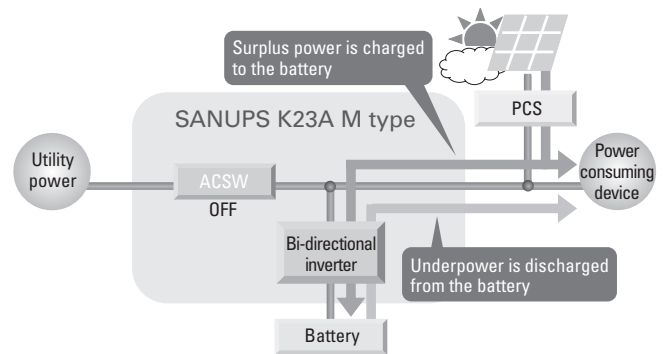 Surplus power is charged
to the battery
SANUPS K23A M type
PCS
Utility
power
ACSW
OFF
Power
consuming
device
Bi-directional
inverter
Underpower is discharged
from the battery
Battery